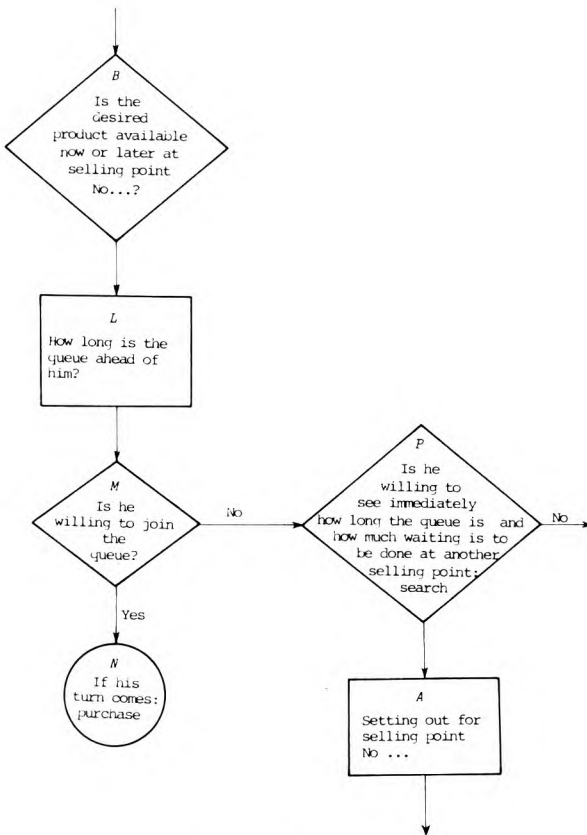 B
Is the
desired
product available
now or later at
selling point
No...?
L
How long is the
queue ahead of
him?
M
Is he
willing to join
the
queue?
No
Yes
N
If his
turn comes:
purchase
P
Is he
willing to
see immediately
how long the queue is and
how much waiting is to
be done at another
selling point:
search
No
A
Setting out for
selling point
No ...